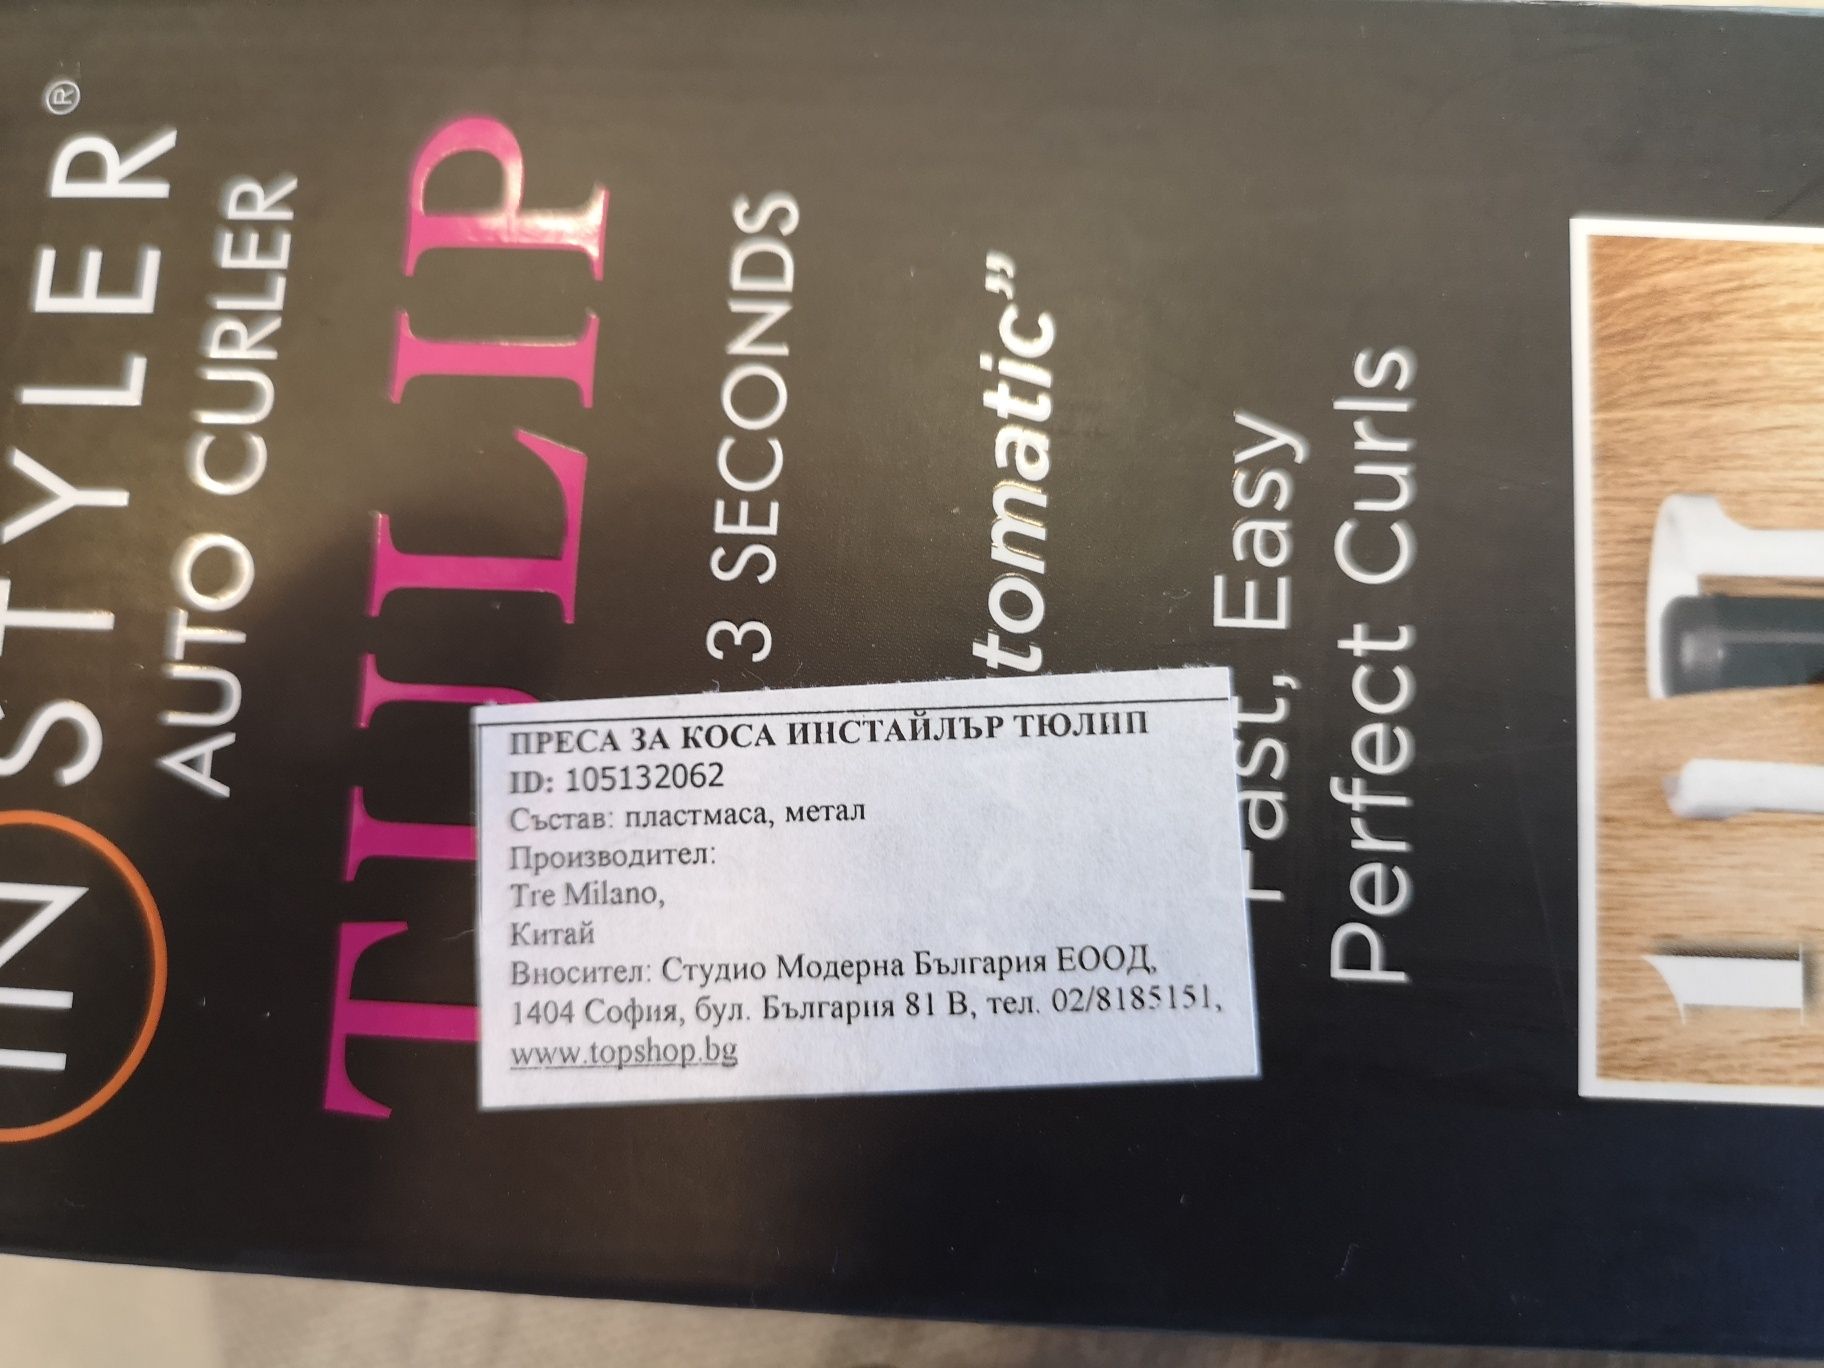 INSTYLER®
AUTO CURLER
TULIP
3 SECONDS
tomatic”
Fast, Easy
Perfect Curls
1
ПРЕСА ЗА КОСА ИНСТАЙЛЪР ТЮЛИП
ID: 105132062
Състав: пластмаса, метал
Производител:
Tre Milano,
Китай
Вносител: Студио Модерна България ЕООД,
1404 София, бул. България 81 В, тел. 02/8185151,
www.topshop.bg